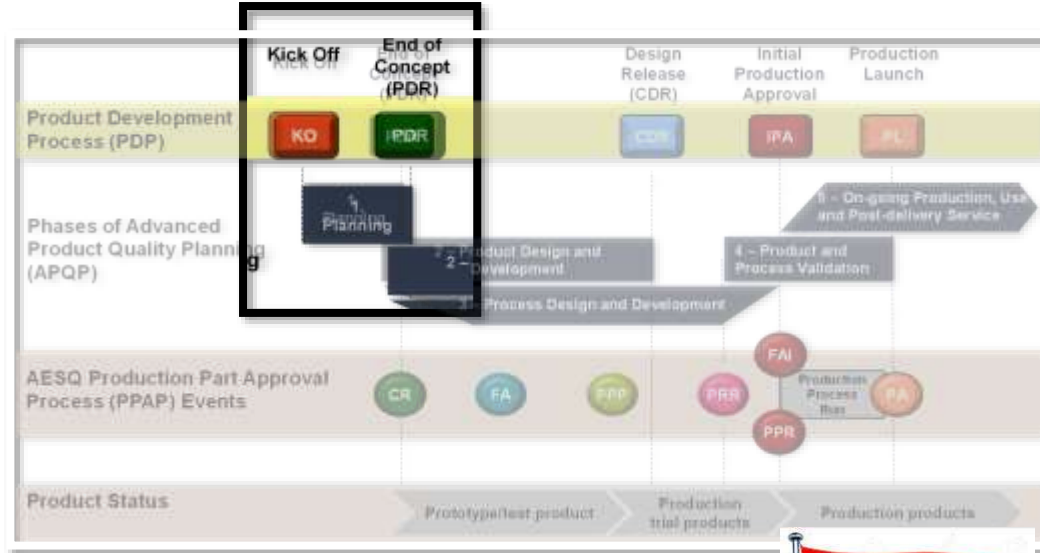 Kick Off
End of
Concept
(PDR)
Design
Release
(CDR)
Initial
Production
Approval
Production
Launch
Product Development
Process (PDP)
KO
PDR
CDR
IPA
PL
1.
Planning
5 – On-going Production, Use
and Post-delivery Service
Phases of Advanced
Product Quality Planning
(APQP)
g
2 – Product Design and
Development
4 – Product and
Process Validation
3 – Process Design and Development
FAI
AESQ Production Part Approval
Process (PPAP) Events
CR
FA
PPP
PRR
Production
Process
Run
PA
PPR
Product Status
Prototype/test product
Production
trial products
Production products